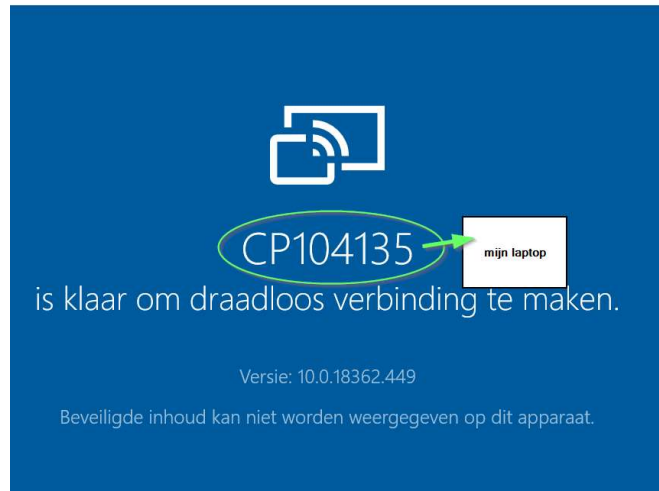 CP104135
mijn laptop
is klaar om draadloos verbinding te maken.
Versie: 10.0.18362.449
Beveiligde inhoud kan niet worden weergegeven op dit apparaat.